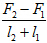 F₂ − F₁
l₂ + l₁